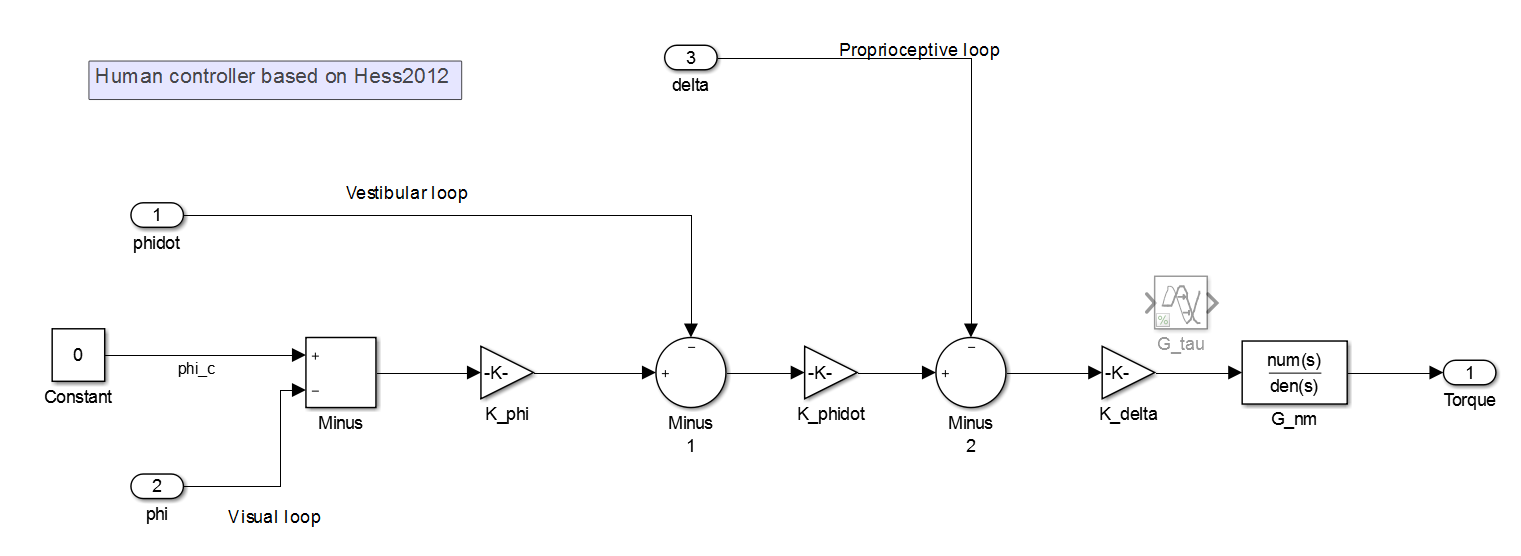 Human controller based on Hess2012
3
delta
Proprioceptive loop
1
phidot
Vestibular loop
0
Constant
phi_c
+
−
Minus
2
phi
Visual loop
-K-
K_phi
−
+
Minus
1
-K-
K_phidot
−
+
Minus
2
-K-
K_delta
%
G_tau
num(s)
den(s)
G_nm
1
Torque